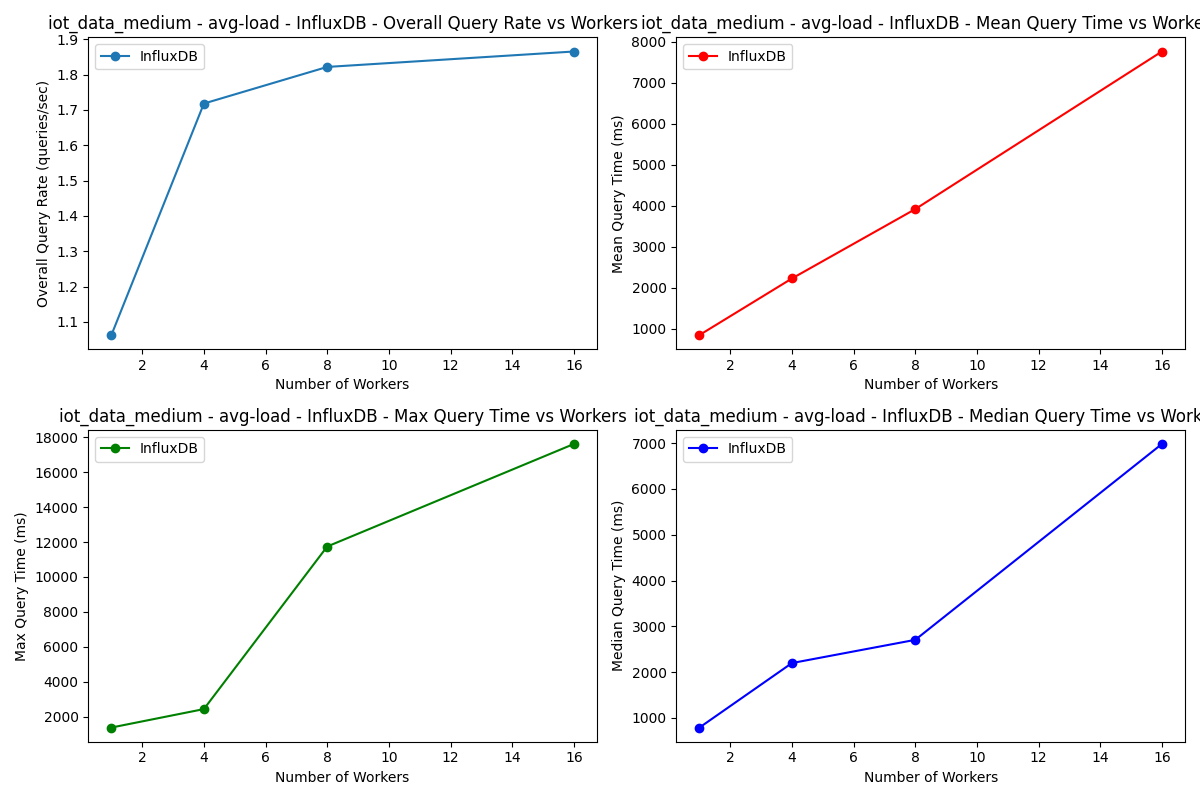 iot_data_medium - avg-load - InfluxDB - Overall Query Rate vs Workers
InfluxDB
1.9
1.8
1.7
1.6
1.5
1.4
1.3
1.2
1.1
Overall Query Rate (queries/sec)
2 4 6 8 10 12 14 16
Number of Workers
iot_data_medium - avg-load - InfluxDB - Mean Query Time vs Worke
InfluxDB
8000
7000
6000
5000
4000
3000
2000
1000
Mean Query Time (ms)
2 4 6 8 10 12 14 16
Number of Workers
iot_data_medium - avg-load - InfluxDB - Max Query Time vs Workers
InfluxDB
18000
16000
14000
12000
10000
8000
6000
4000
2000
Max Query Time (ms)
2 4 6 8 10 12 14 16
Number of Workers
iot_data_medium - avg-load - InfluxDB - Median Query Time vs Work
InfluxDB
7000
6000
5000
4000
3000
2000
1000
Median Query Time (ms)
2 4 6 8 10 12 14 16
Number of Workers